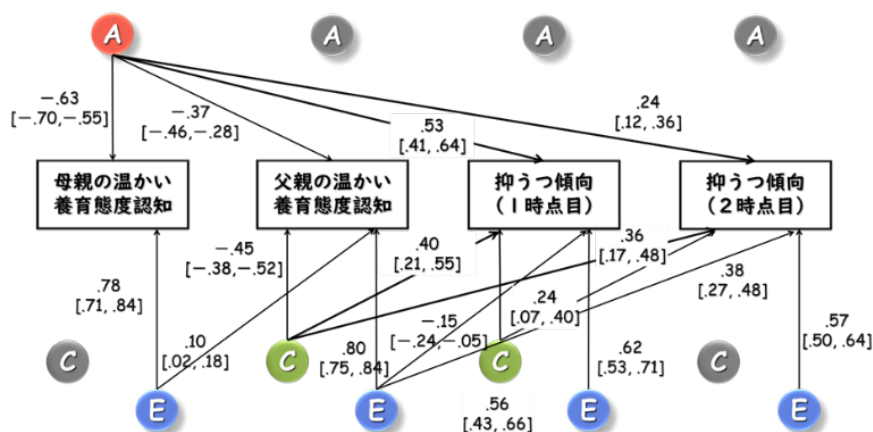 A A A A
−.63
[−.70,−.55]
−.37
[−.46,−.28]
.53
[.41, .64]
.24
[.12, .36]
母親の温かい
養育態度認知
父親の温かい
養育態度認知
抑うつ傾向
(1時点目)
抑うつ傾向
(2時点目)
−.45
[−.38,−.52]
.40
[.21, .55]
.36
[.17, .48]
.78
[.71, .84]
.24
[.07, .40]
.38
[.27, .48]
.10
[.02, .18]
−.15
[−.24,−.05]
.80
[.75, .84]
.62
[.53, .71]
.57
[.50, .64]
C C C C
.56
[.43, .66]
E E E E